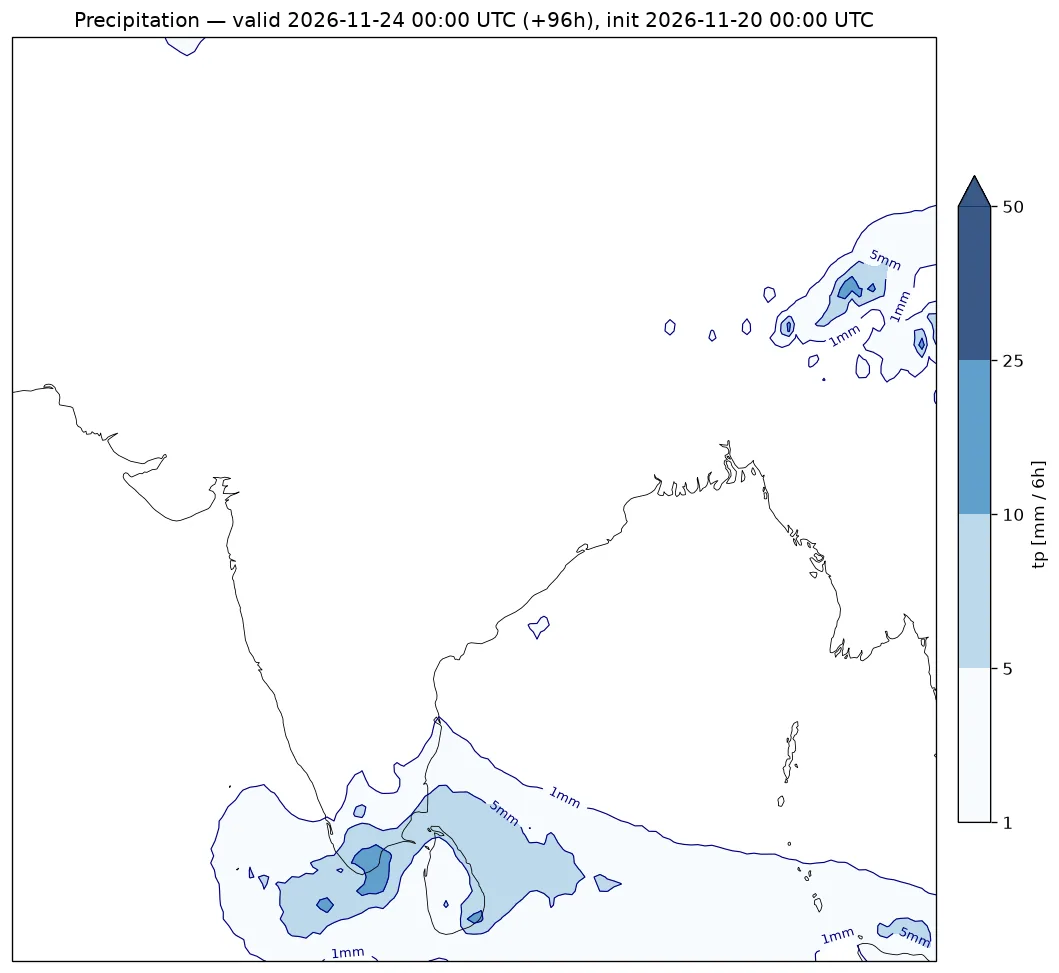 Precipitation — valid 2026-11-24 00:00 UTC (+96h), init 2026-11-20 00:00 UTC
50
5mm
1mm
1mm
25
10
tp [mm / 6h]
5
1mm
5mm
1
1mm
5mm
1mm